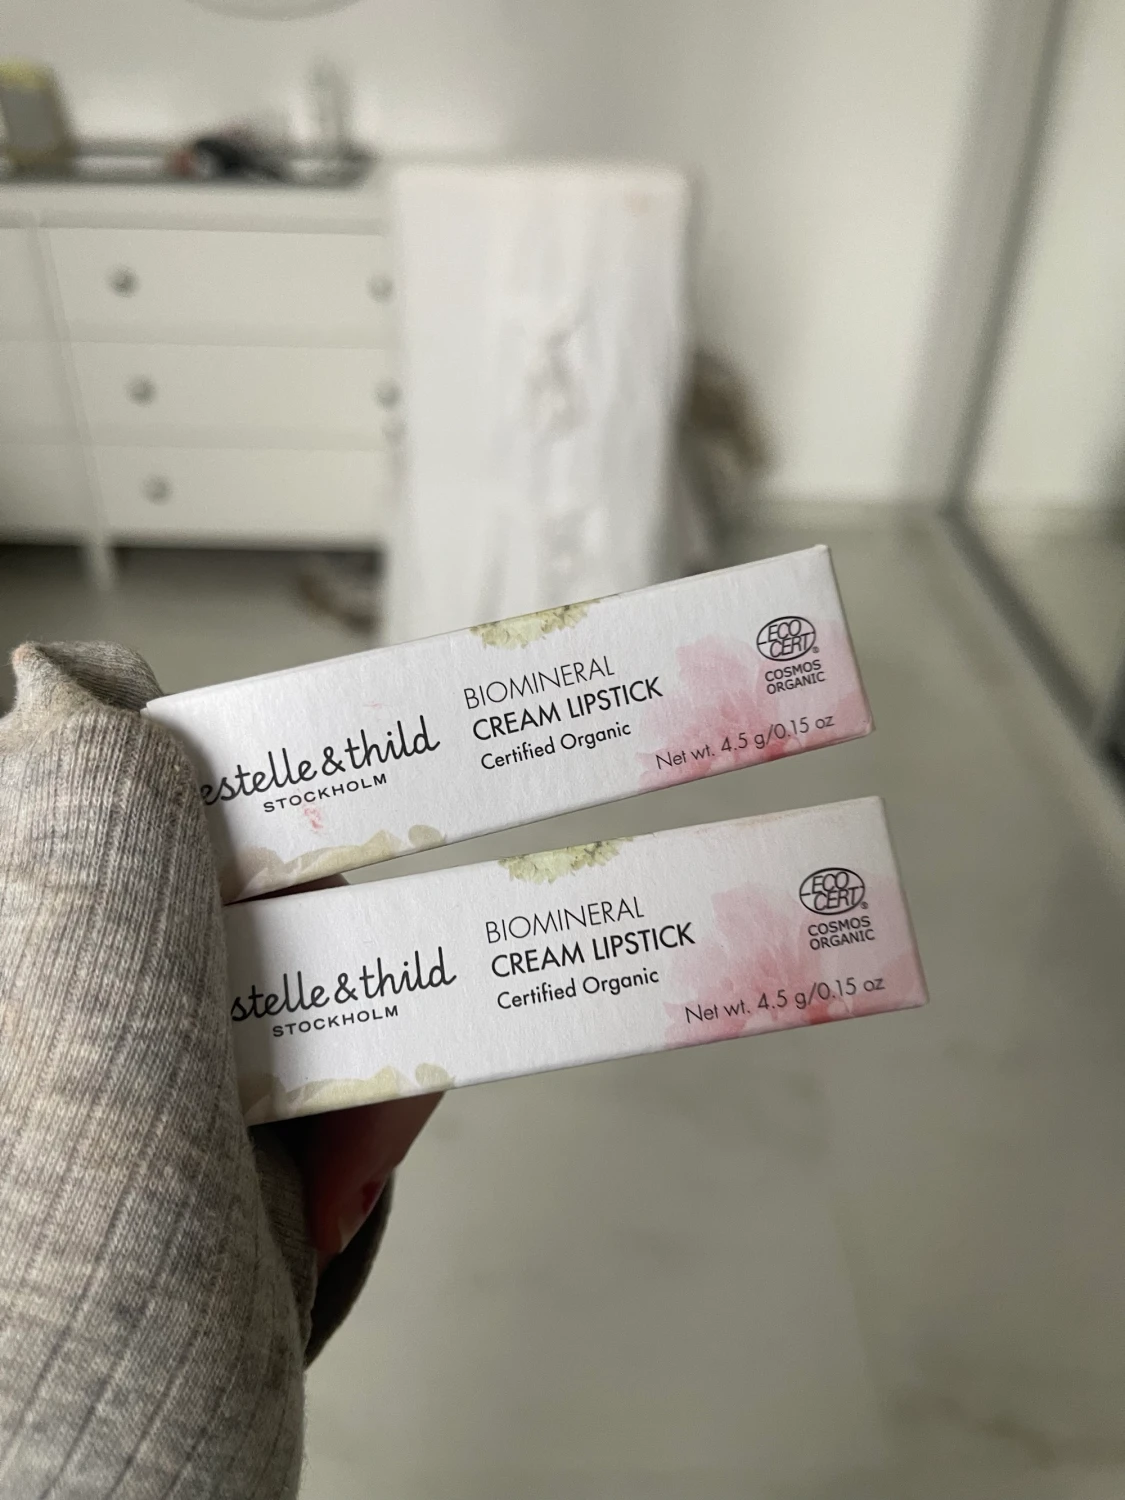 estelle & thild
STOCKHOLM
BIOMINERAL
CREAM LIPSTICK
Certified Organic
ECO
CERT®
COSMOS
ORGANIC
Net wt. 4.5 g/0.15 oz
stelle & thild
STOCKHOLM
BIOMINERAL
CREAM LIPSTICK
Certified Organic
ECO
CERT®
COSMOS
ORGANIC
Net wt. 4.5 g/0.15 oz